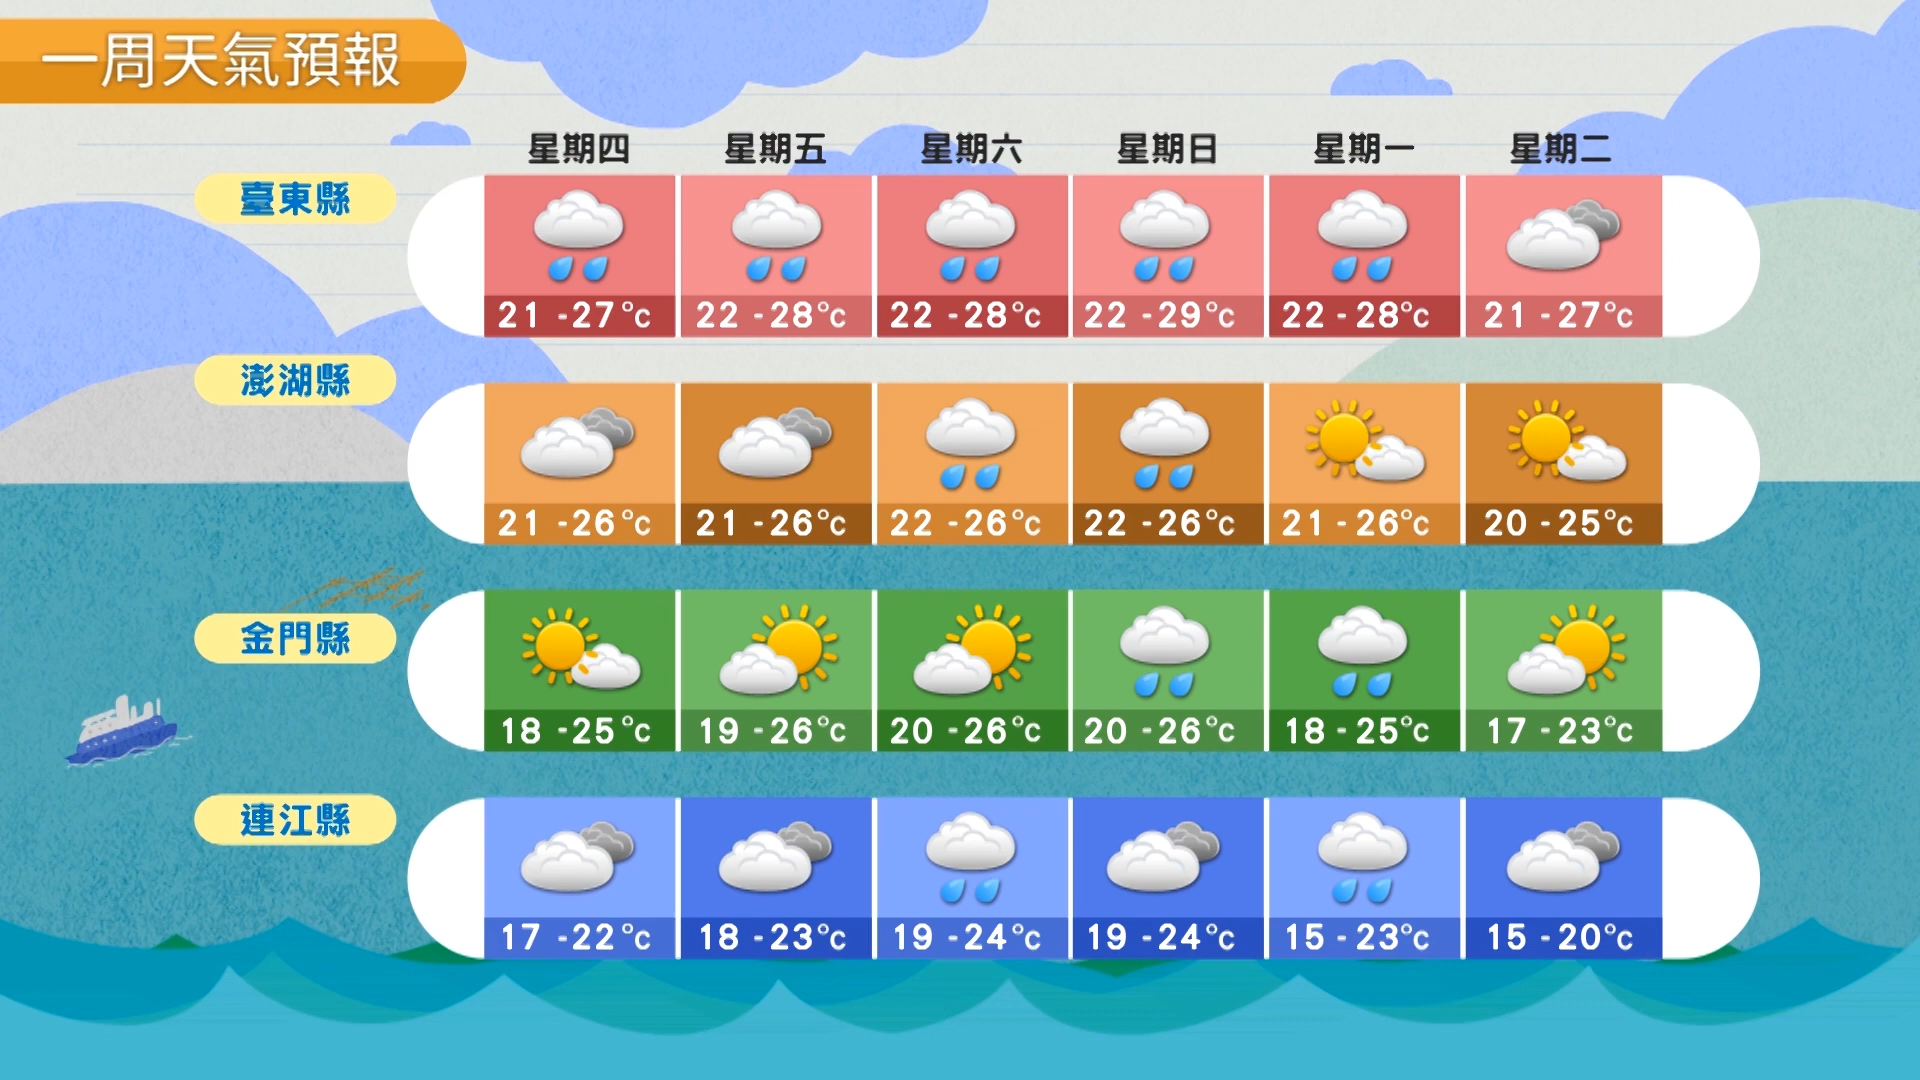 一周天氣預報
星期四 星期五 星期六 星期日 星期一 星期二
臺東縣
21 -27°C 22 -28°C 22 -28°C 22 -29°C 22 -28°C 21 -27°C
澎湖縣
21 -26°C 21 -26°C 22 -26°C 22 -26°C 21 -26°C 20 -25°C
金門縣
18 -25°C 19 -26°C 20 -26°C 20 -26°C 18 -25°C 17 -23°C
連江縣
17 -22°C 18 -23°C 19 -24°C 19 -24°C 15 -23°C 15 -20°C